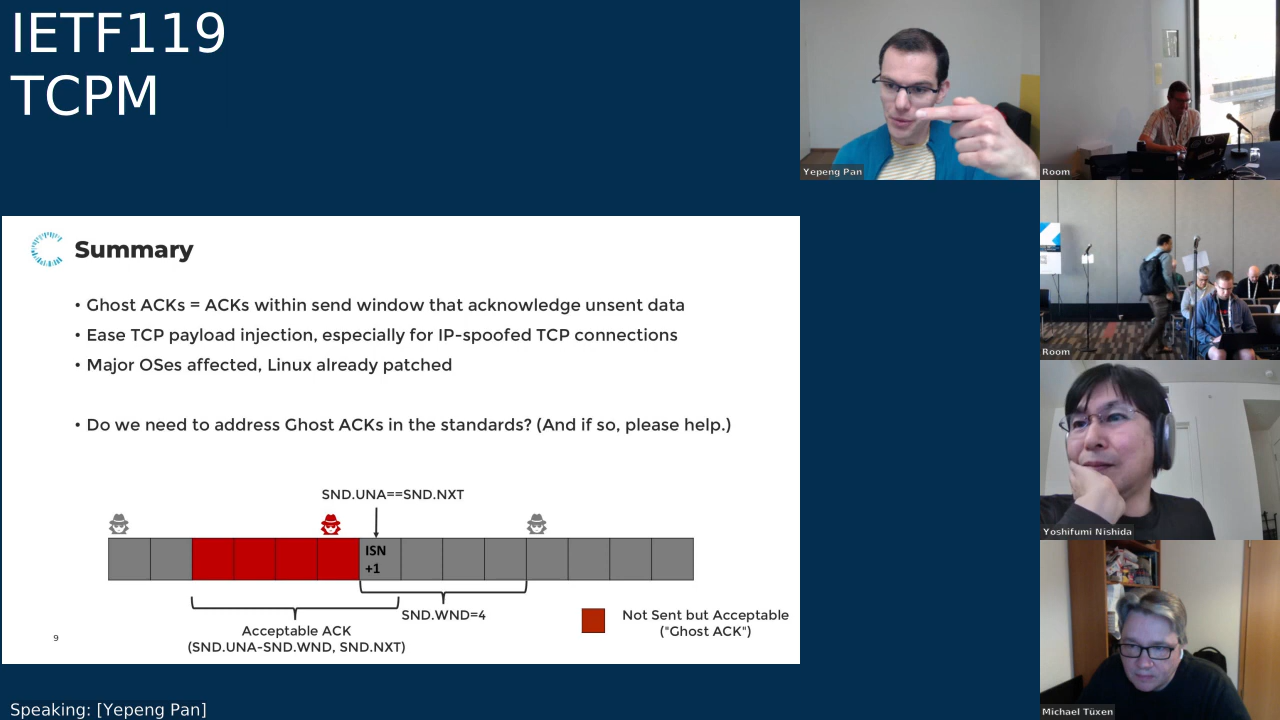 IETF119
TCPM
Yepeng Pan
Room
Room
Yoshifumi Nishida
Michael Tüxen
Summary
• Ghost ACKs = ACKs within send window that acknowledge unsent data
• Ease TCP payload injection, especially for IP-spoofed TCP connections
• Major OSes affected, Linux already patched
• Do we need to address Ghost ACKs in the standards? (And if so, please help.)
SND.UNA==SND.NXT
ISN
+1
SND.WND=4
Acceptable ACK
(SND.UNA-SND.WND, SND.NXT)
Not Sent but Acceptable
("Ghost ACK")
9
Speaking: [Yepeng Pan]